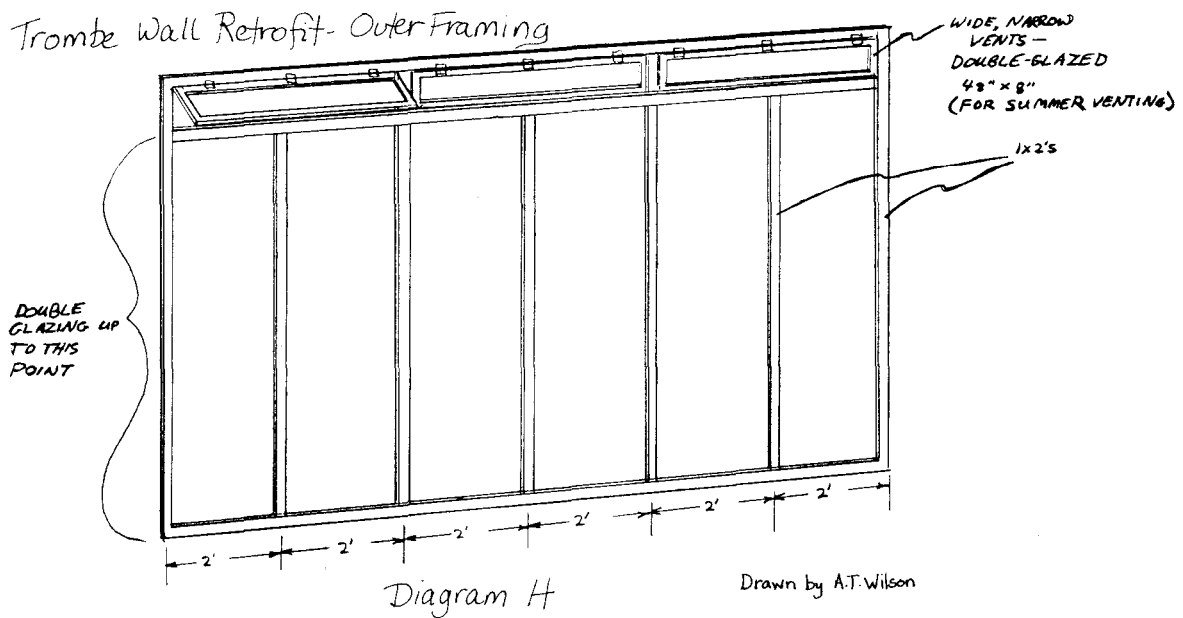 Trombe Wall Retrofit - Outer Framing
WIDE, NARROW
VENTS —
DOUBLE-GLAZED
48" x 8"
(FOR SUMMER VENTING)
1x2's
DOUBLE
GLAZING UP
TO THIS
POINT
2' 2' 2' 2' 2' 2'
Diagram H
Drawn by A.T. Wilson